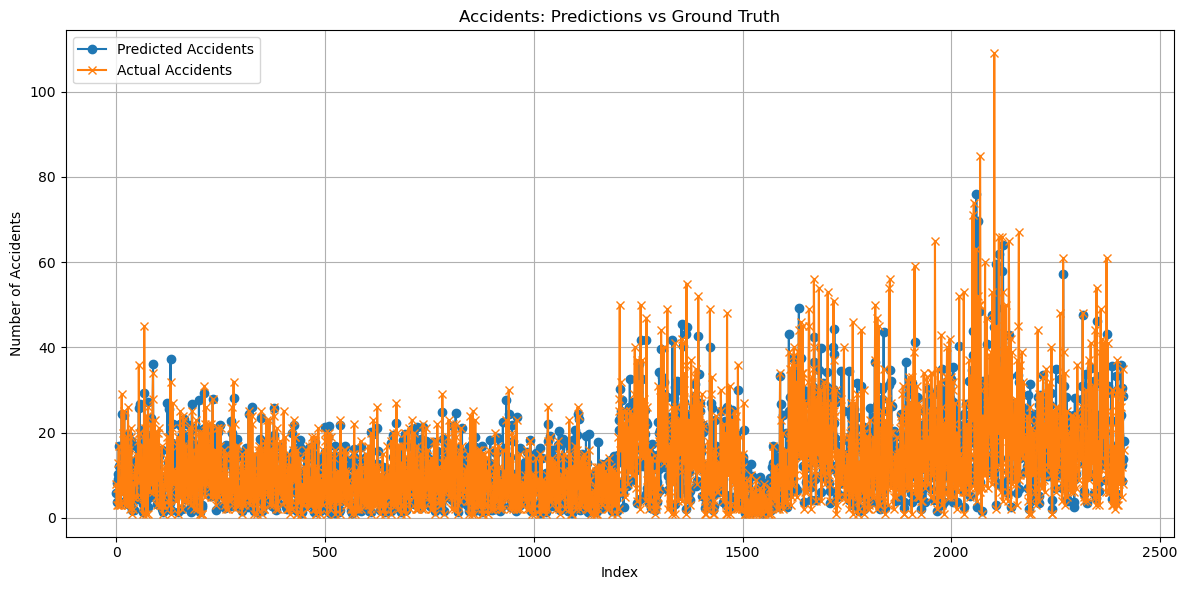 Accidents: Predictions vs Ground Truth
Predicted Accidents
Actual Accidents
Number of Accidents
100
80
60
40
20
0
0 500 1000 1500 2000 2500
Index